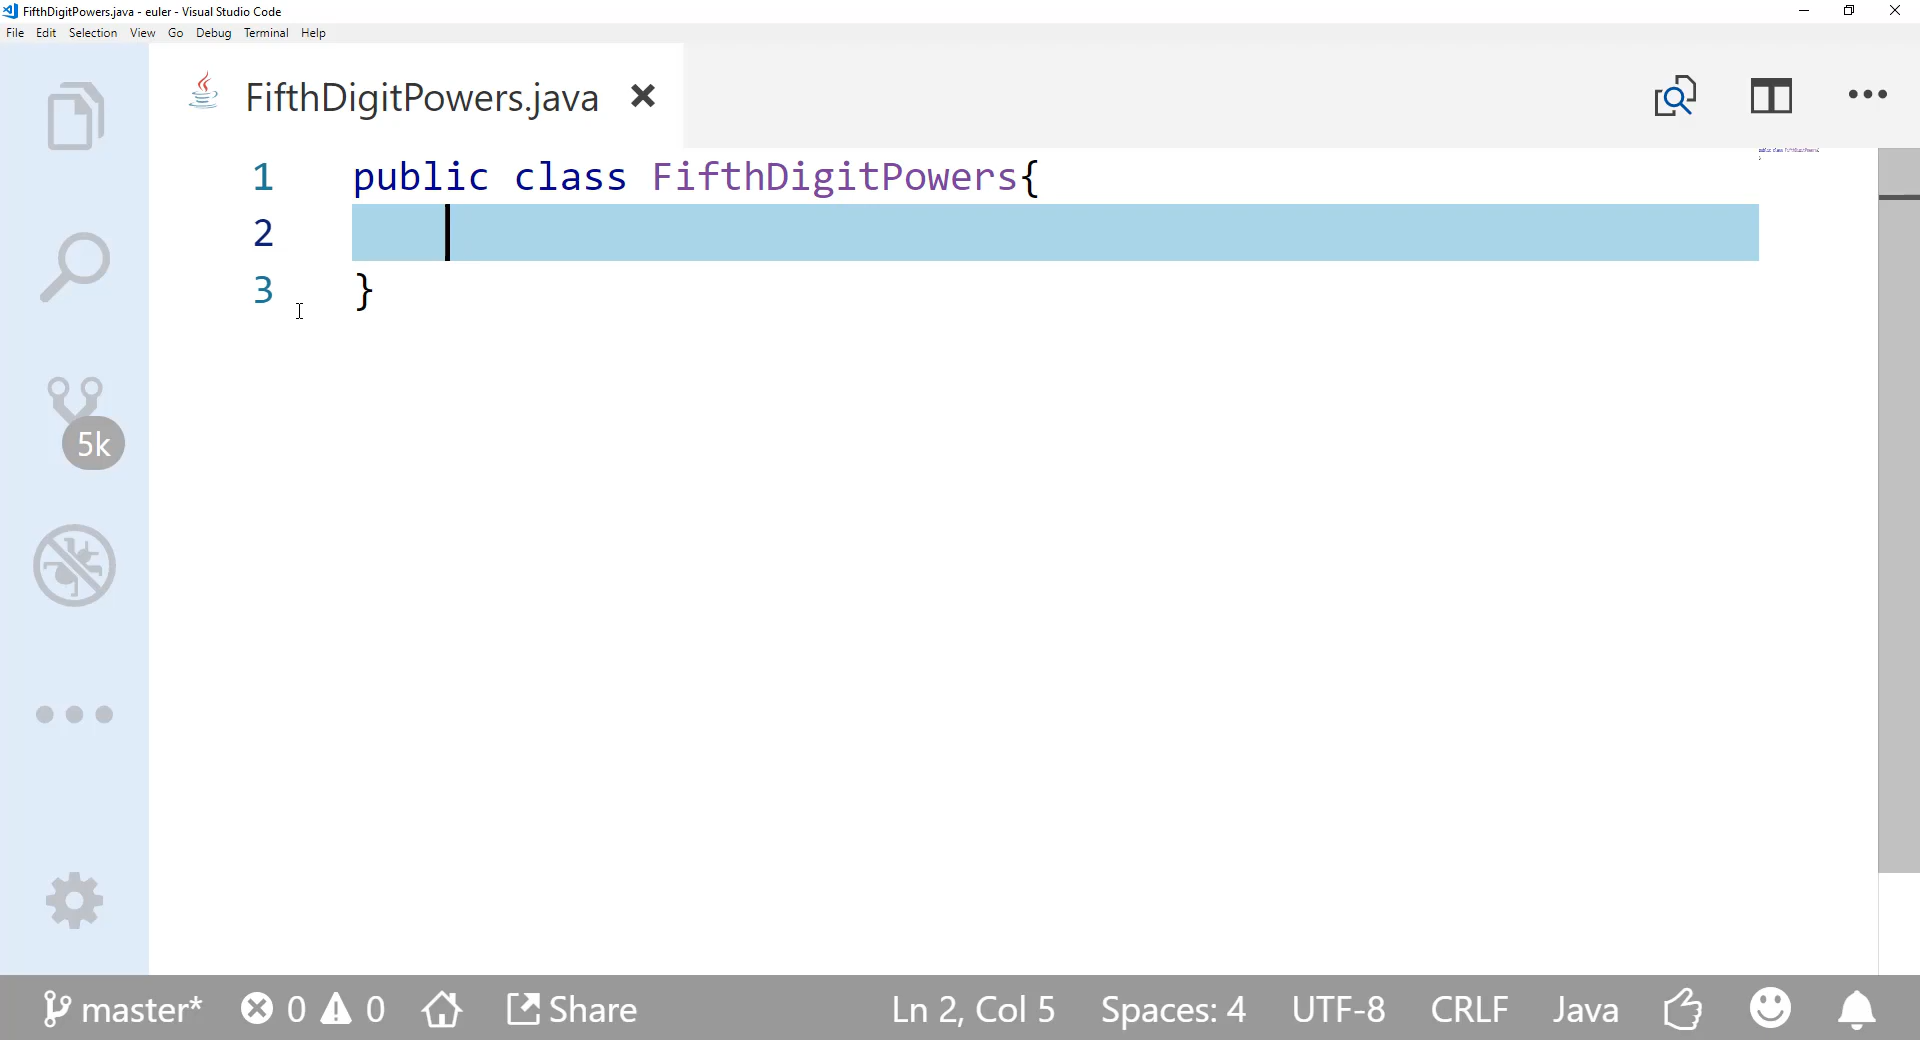 FifthDigitPowers.java - euler - Visual Studio Code
File Edit Selection View Go Debug Terminal Help
FifthDigitPowers.java
1 public class FifthDigitPowers{
2
3 }
5k
master* 0 0 Share Ln 2, Col 5 Spaces: 4 UTF-8 CRLF Java